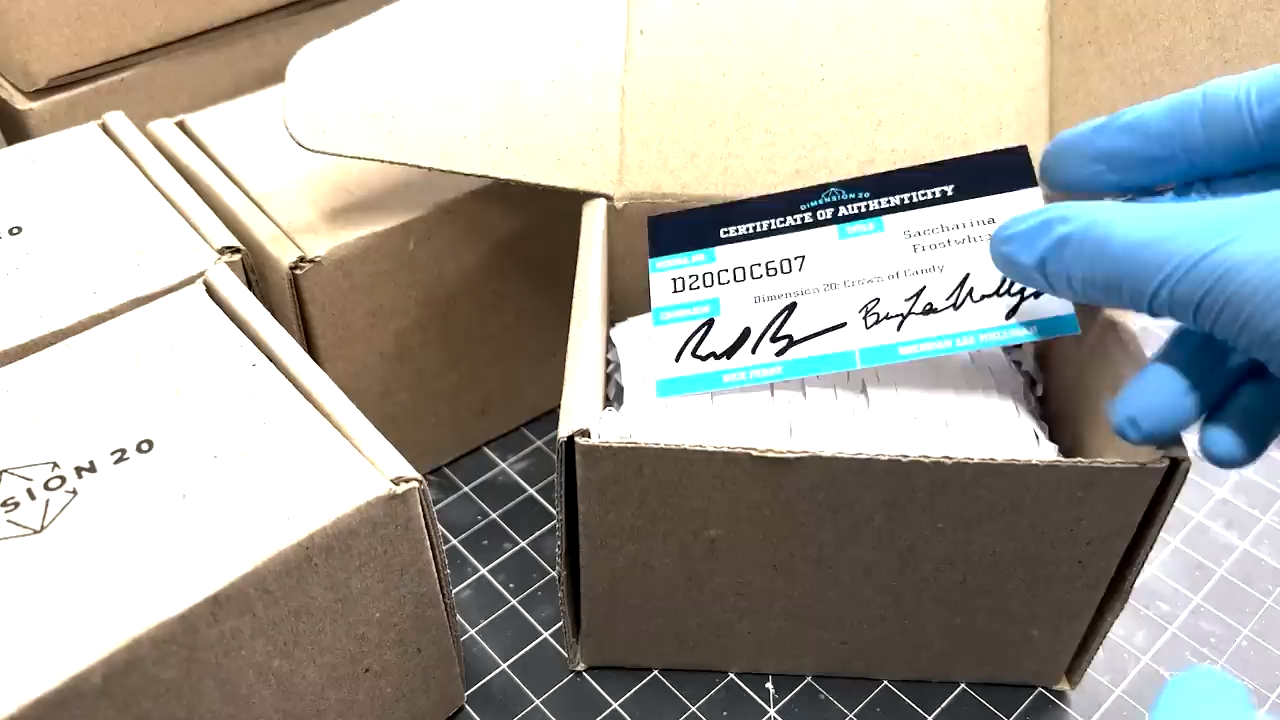 DIMENSION 20
CERTIFICATE OF AUTHENTICITY
TITLE
Saccharina
D20COC607
Dimension 20: Crown of Candy
RICK PERRY
BRENNAN LEE MULLIGAN
20
SION 20